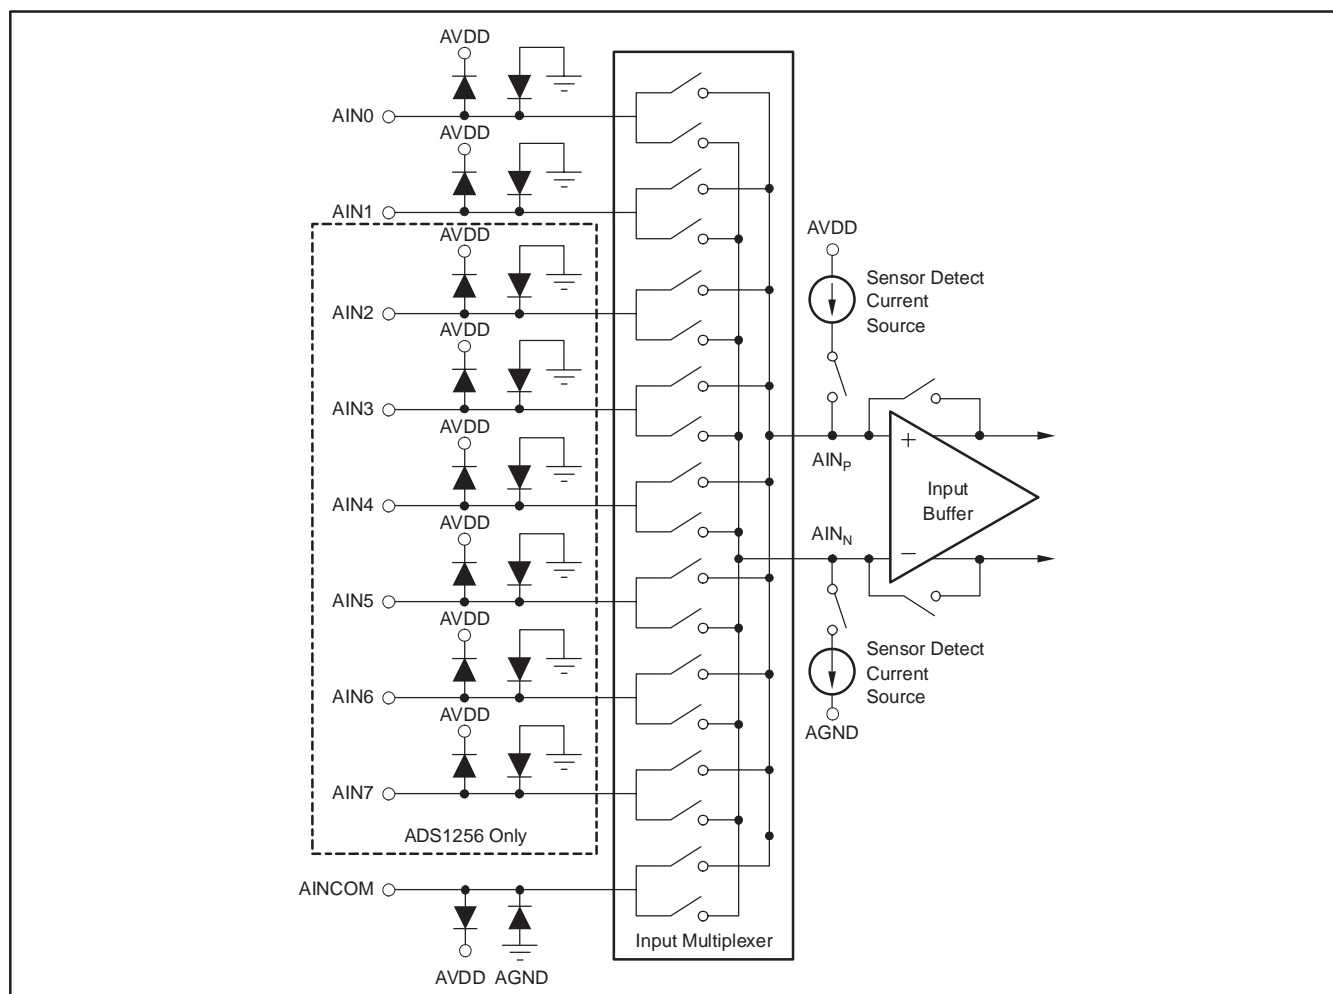 AVDD
AIN0
AVDD
AIN1
AVDD
AIN2
AVDD
AIN3
AVDD
AIN4
AVDD
AIN5
AVDD
AIN6
AVDD
AIN7
ADS1256 Only
AINCOM
AVDD AGND
Input Multiplexer
AVDD
Sensor Detect
Current
Source
AINP
+
Input
Buffer
AINN
−
Sensor Detect
Current
Source
AGND